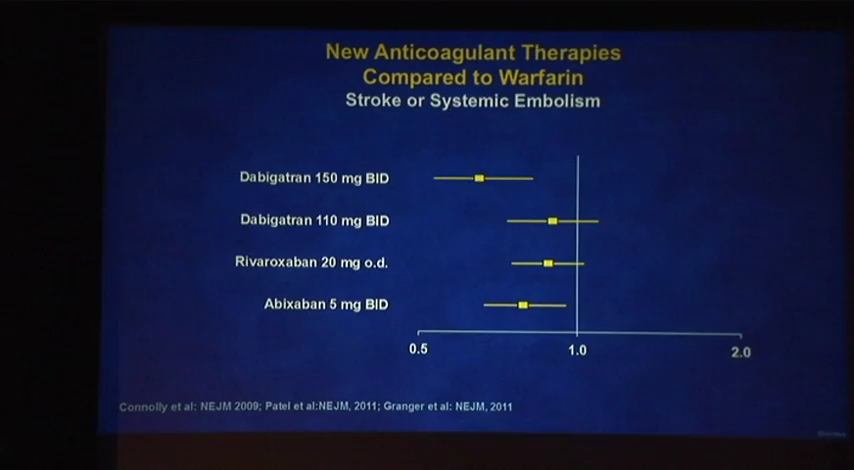 New Anticoagulant Therapies
Compared to Warfarin
Stroke or Systemic Embolism
Dabigatran 150 mg BID
Dabigatran 110 mg BID
Rivaroxaban 20 mg o.d.
Abixaban 5 mg BID
0.5 1.0 2.0
Connolly et al: NEJM 2009; Patel et al:NEJM, 2011; Granger et al: NEJM, 2011